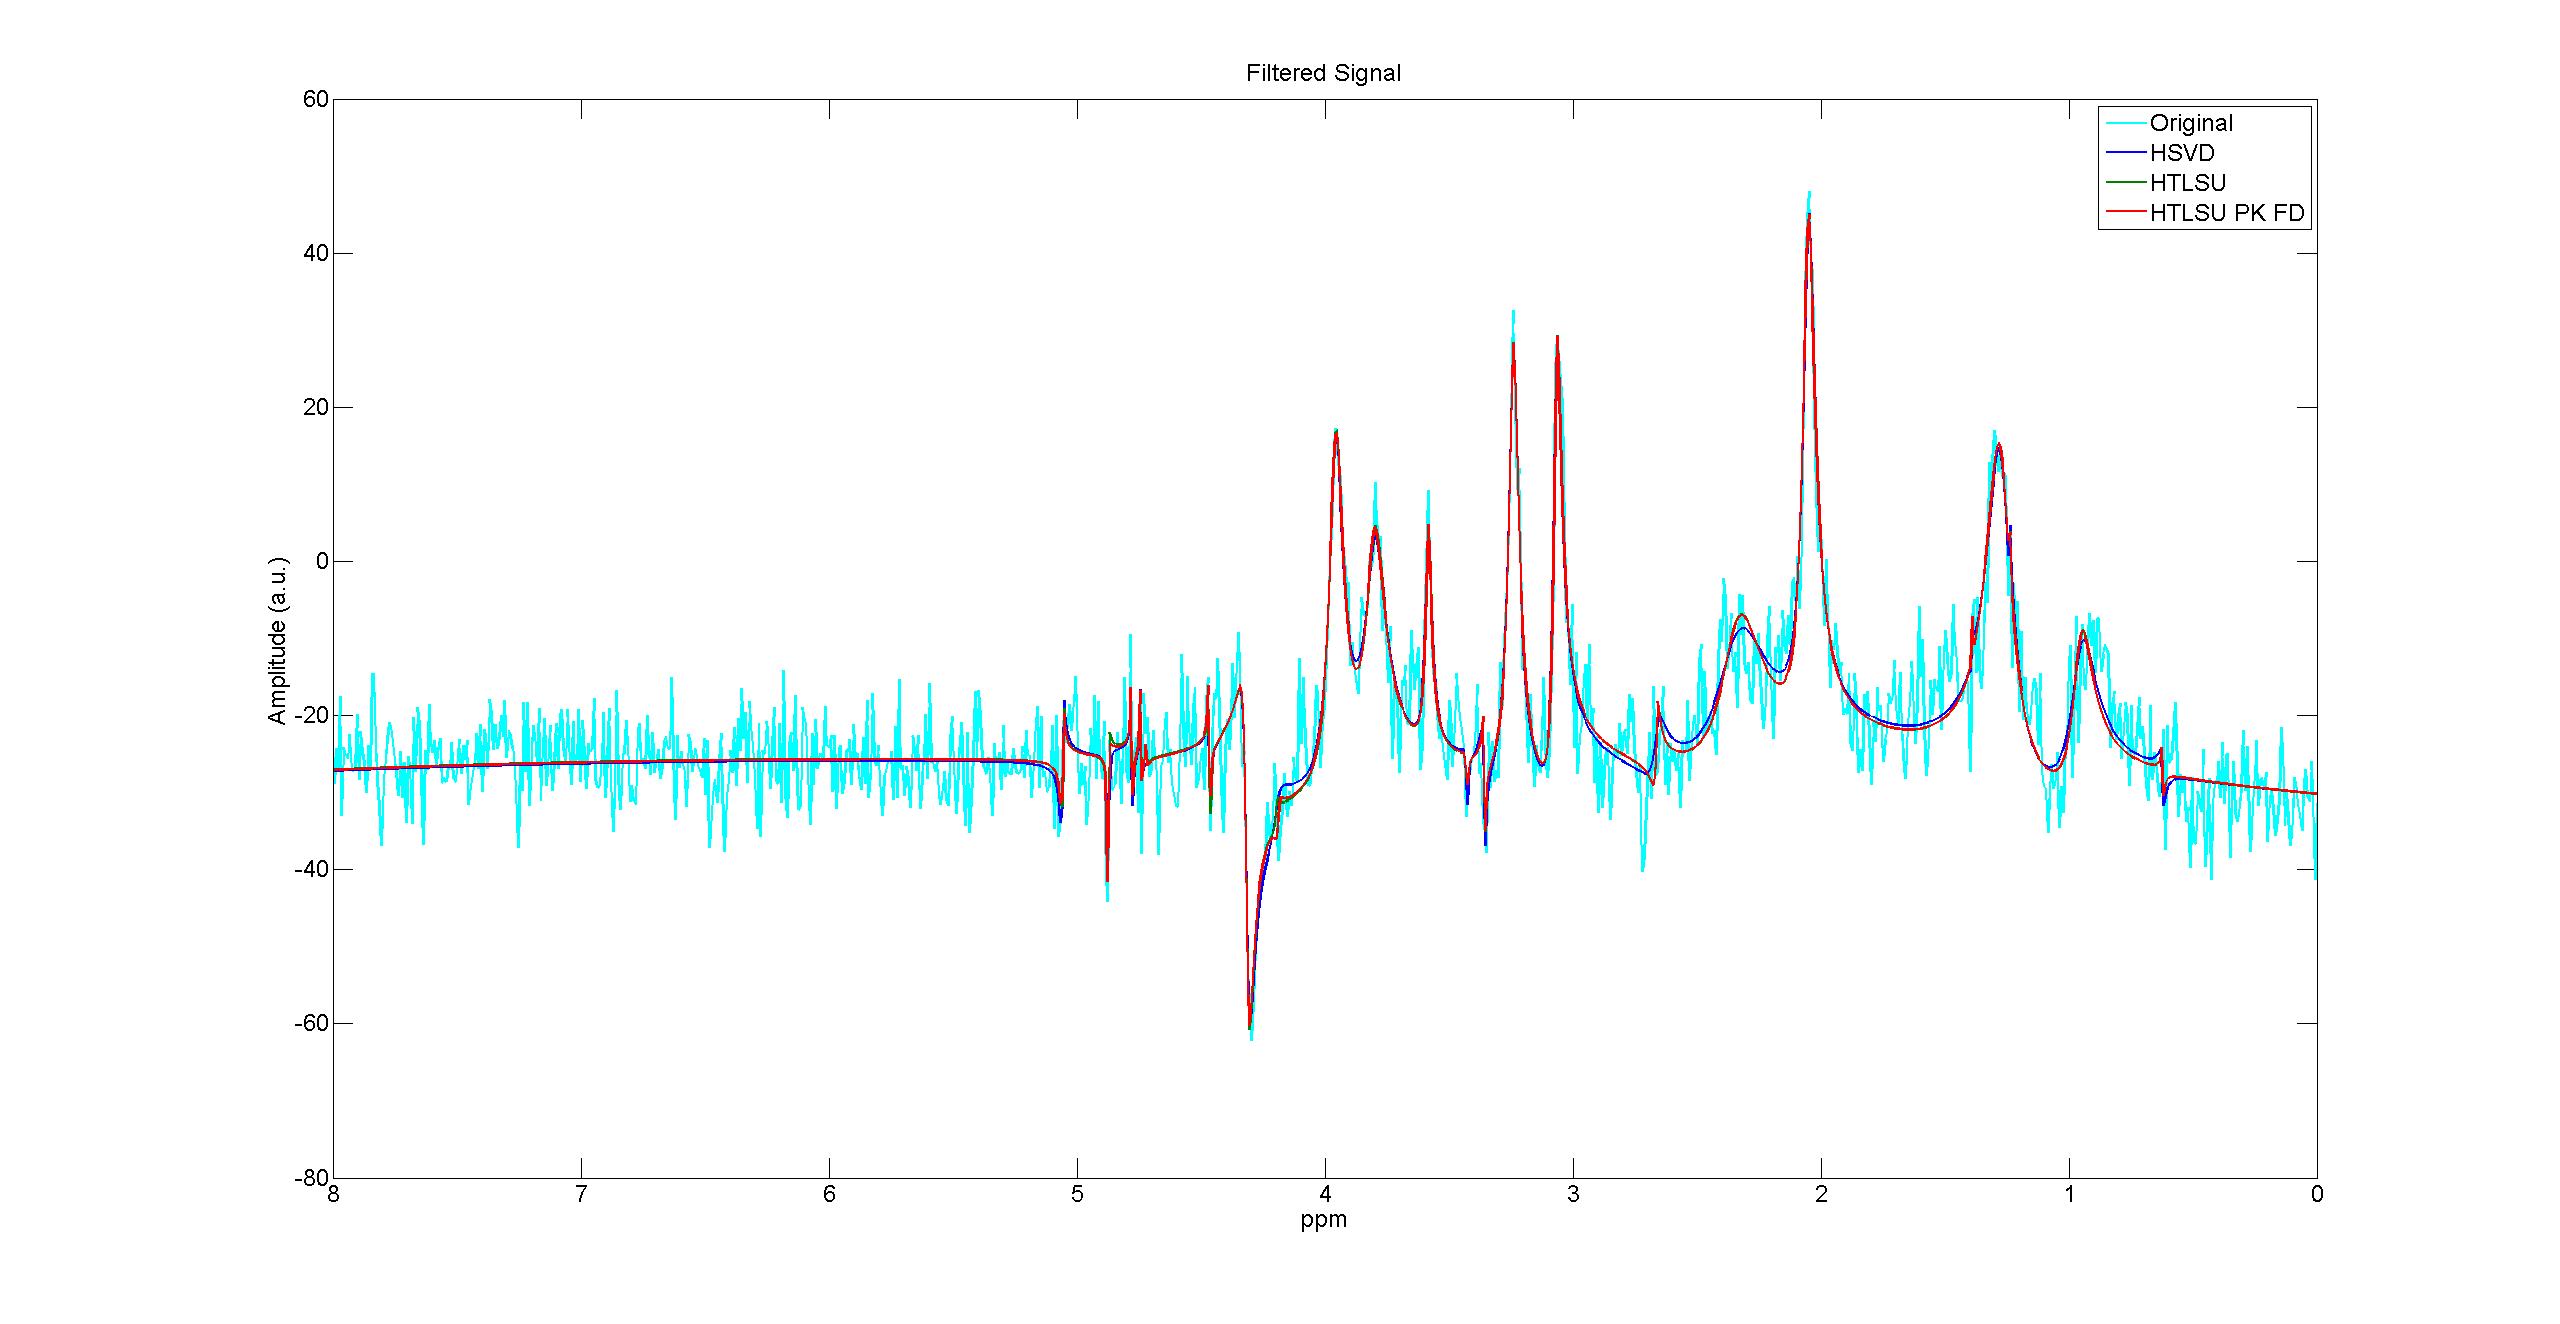 Filtered Signal
60
40
20
0
-20
-40
-60
-80
Amplitude (a.u.)
Original
HSVD
HTLSU
HTLSU PK FD
8 7 6 5 4 3 2 1 0
ppm